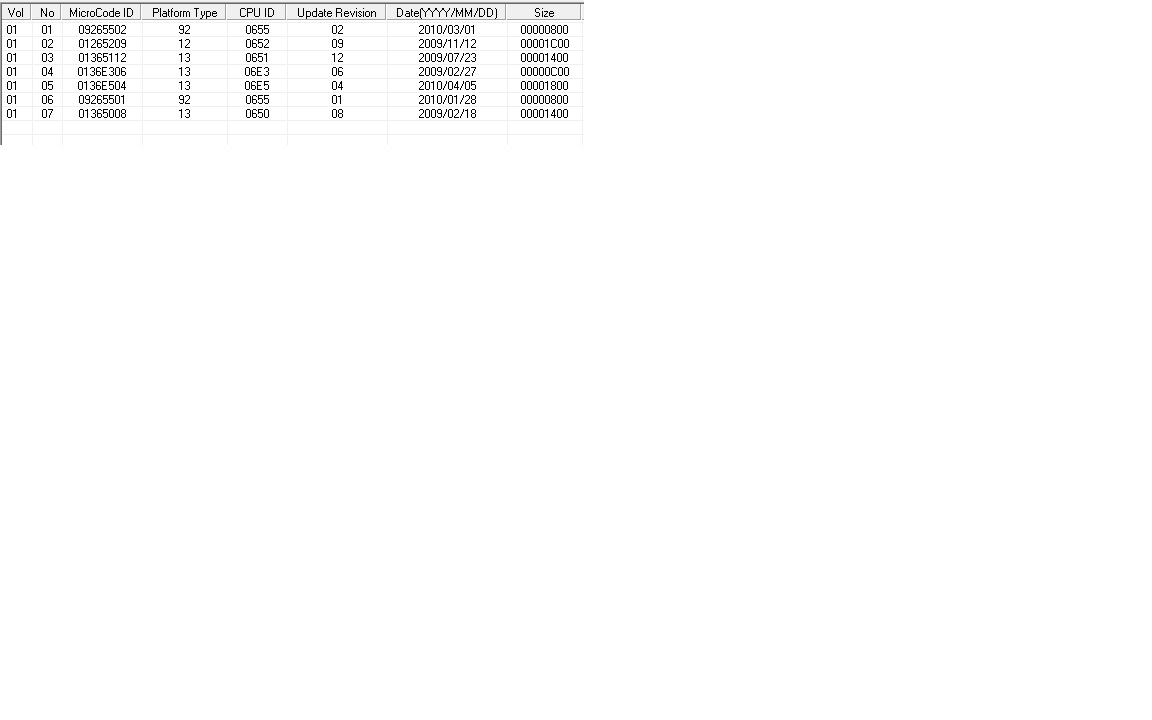 Vol No MicroCode ID Platform Type CPU ID Update Revision Date(YYYY/MM/DD) Size
01 01 09265502 92 0655 02 2010/03/01 00000800
01 02 01265209 12 0652 09 2009/11/12 00001C00
01 03 01365112 13 0651 12 2009/07/23 00001400
01 04 0136E306 13 06E3 06 2009/02/27 00000C00
01 05 0136E504 13 06E5 04 2010/04/05 00001800
01 06 09265501 92 0655 01 2010/01/28 00000800
01 07 01365008 13 0650 08 2009/02/18 00001400